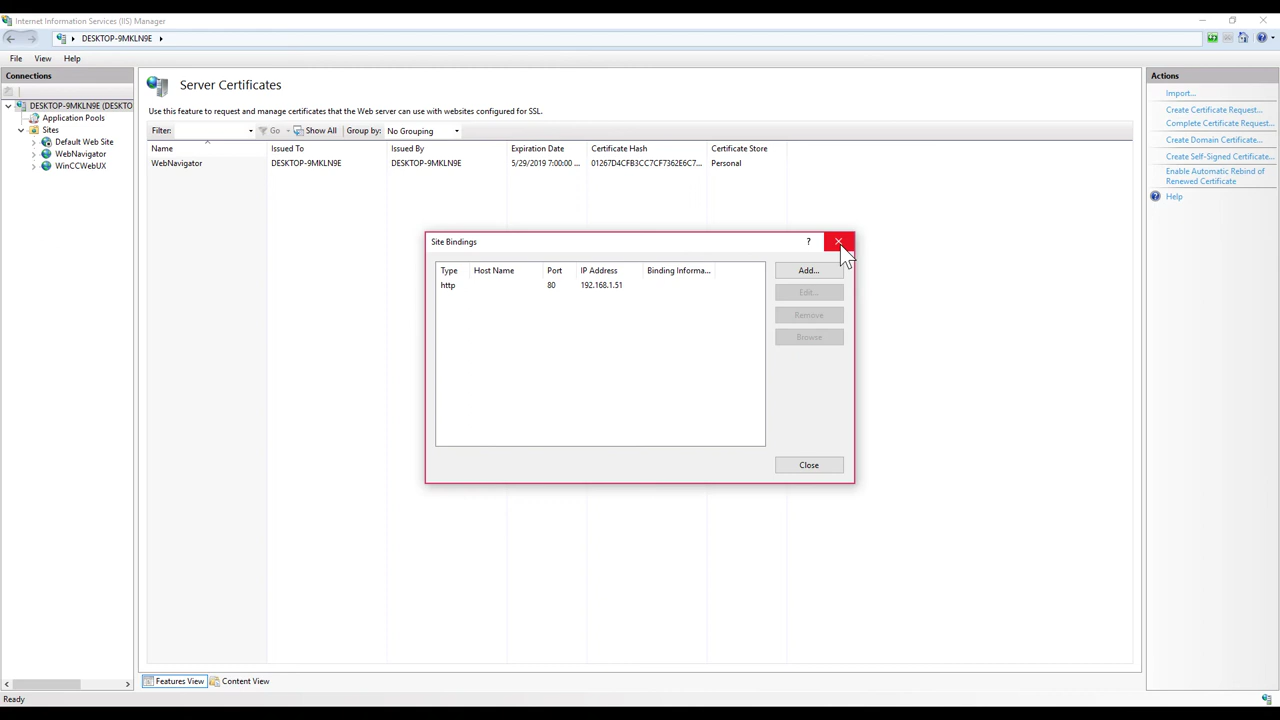 Internet Information Services (IIS) Manager
DESKTOP-9MKLN9E
File View Help
Connections
DESKTOP-9MKLN9E (DESKTO
Application Pools
Sites
Default Web Site
WebNavigator
WinCCWebUX
Server Certificates
Use this feature to request and manage certificates that the Web server can use with websites configured for SSL.
Filter: Go Show All Group by: No Grouping
Name Issued To Issued By Expiration Date Certificate Hash Certificate Store
WebNavigator DESKTOP-9MKLN9E DESKTOP-9MKLN9E 5/29/2019 7:00:00 ... 01267D4CFB3CC7CF7362E6C7... Personal
Site Bindings ?
Type Host Name Port IP Address Binding Informa...
http 80 192.168.1.51
Add...
Edit...
Remove
Browse
Close
Actions
Import...
Create Certificate Request...
Complete Certificate Request...
Create Domain Certificate...
Create Self-Signed Certificate...
Enable Automatic Rebind of
Renewed Certificate
Help
Features View Content View
Ready